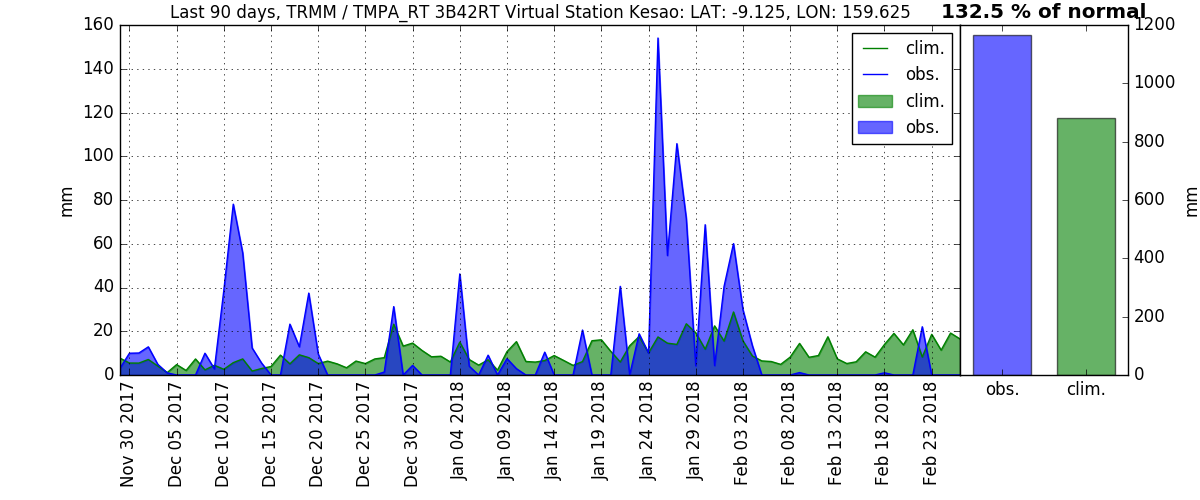 Last 90 days, TRMM / TMPA_RT 3B42RT Virtual Station Kesao: LAT: -9.125, LON: 159.625
132.5 % of normal
160
140
120
100
80
60
40
20
0
mm
clim.
obs.
clim.
obs.
Nov 30 2017
Dec 05 2017
Dec 10 2017
Dec 15 2017
Dec 20 2017
Dec 25 2017
Dec 30 2017
Jan 04 2018
Jan 09 2018
Jan 14 2018
Jan 19 2018
Jan 24 2018
Jan 29 2018
Feb 03 2018
Feb 08 2018
Feb 13 2018
Feb 18 2018
Feb 23 2018
1200
1000
800
600
400
200
0
mm
obs.
clim.